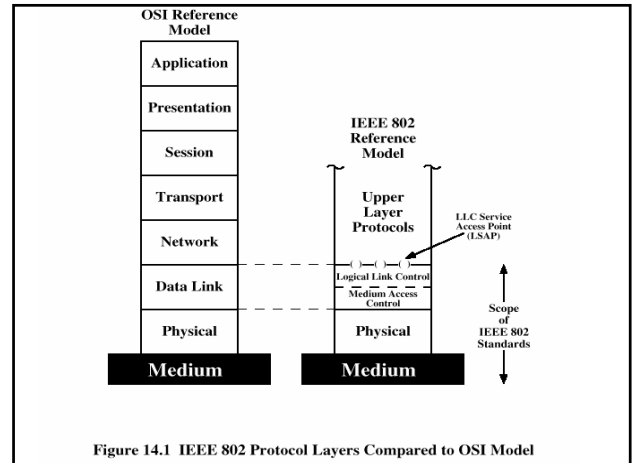 OSI Reference
Model
Application
Presentation
Session
Transport
Network
Data Link
Physical
Medium
IEEE 802
Reference
Model
Upper
Layer
Protocols
LLC Service
Access Point
(LSAP)
Logical Link Control
Medium Access
Control
Physical
Medium
Scope
of
IEEE 802
Standards
Figure 14.1 IEEE 802 Protocol Layers Compared to OSI Model